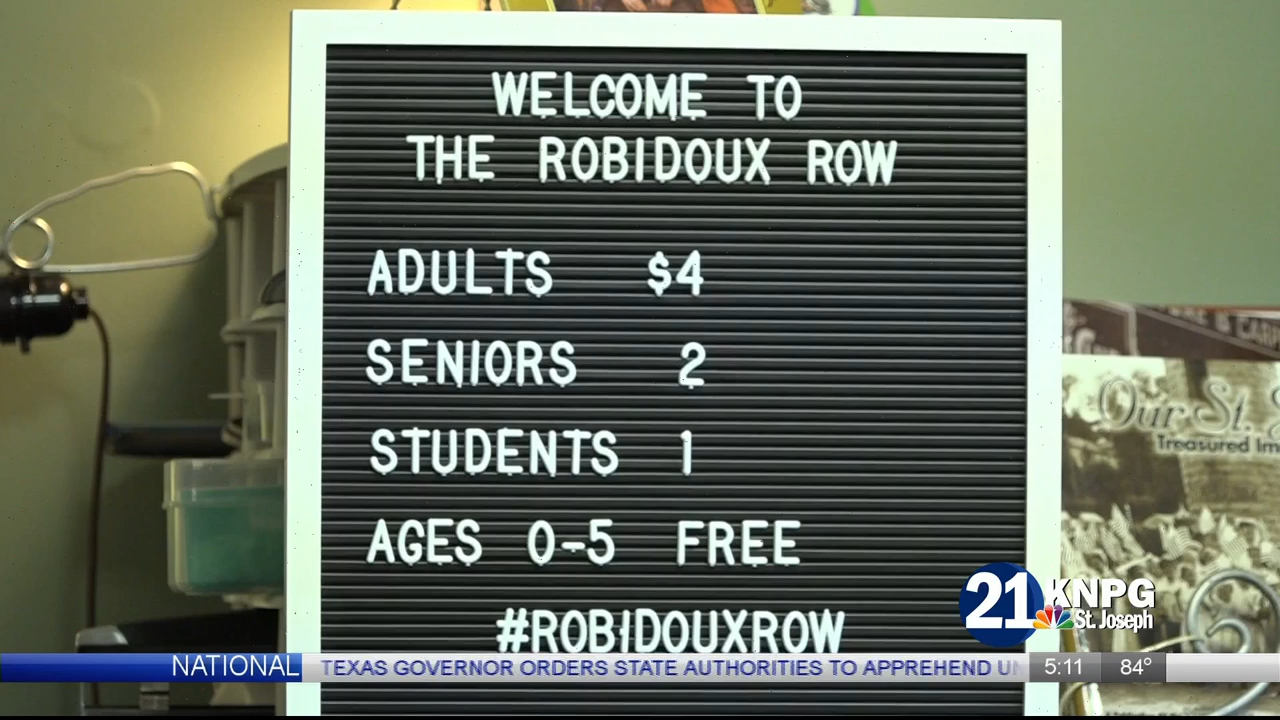 WELCOME TO
THE ROBIDOUX ROW
ADULTS $4
SENIORS 2
STUDENTS 1
AGES 0-5 FREE
#ROBIDOUXROW
Our St.
Treasured
21 KNPG
St. Joseph
NATIONAL TEXAS GOVERNOR ORDERS STATE AUTHORITIES TO APPREHEND 5:11 84°